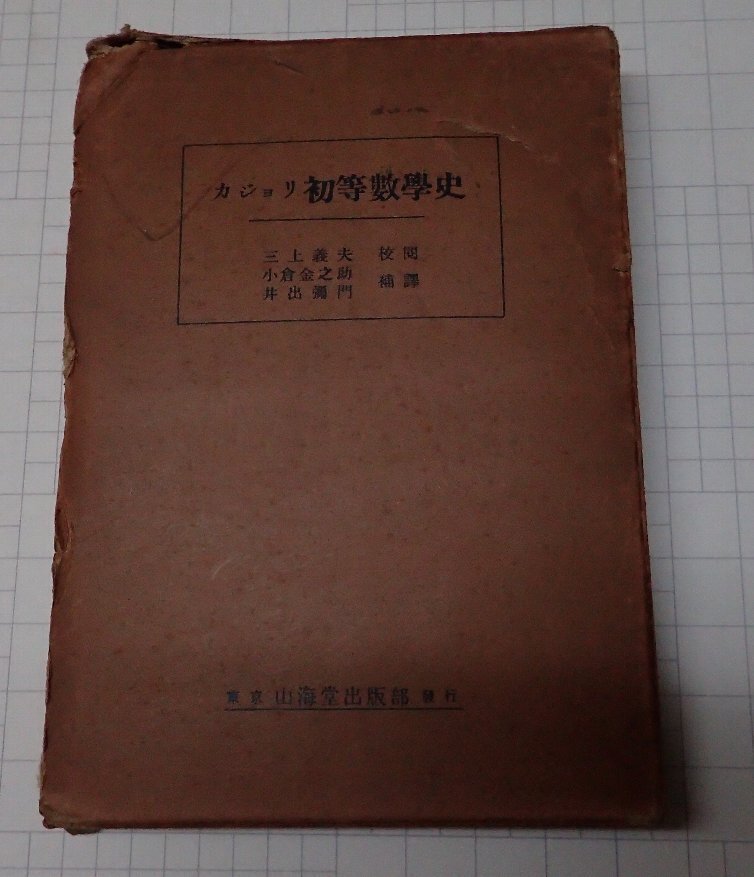 カジョリ 初等數學史
三上義夫 校閲
小倉金之助 補譯
井出彌門
東京 山海堂出版部 發行